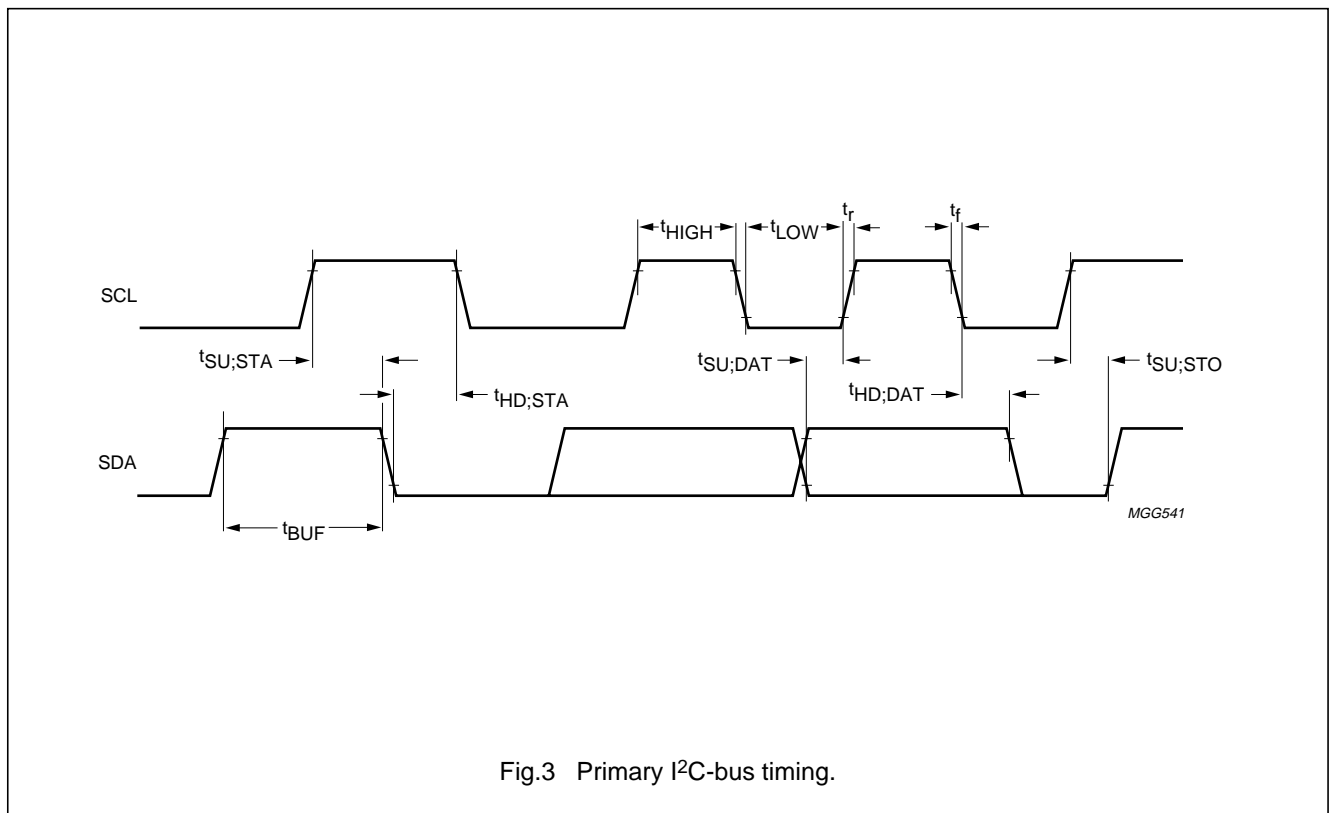 tHIGH tLOW tr tf
SCL
tSU;STA tSU;DAT tSU;STO
tHD;STA tHD;DAT
SDA
tBUF
MGG541
Fig.3 Primary I²C-bus timing.